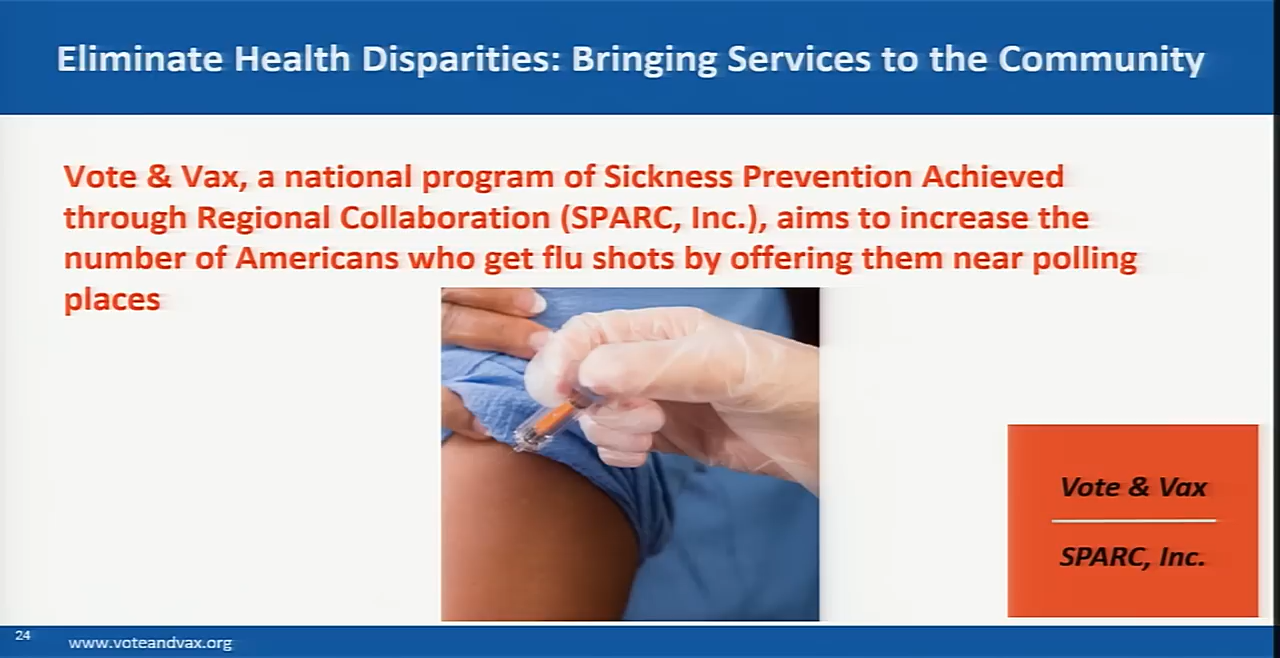 Eliminate Health Disparities: Bringing Services to the Community
Vote & Vax, a national program of Sickness Prevention Achieved
through Regional Collaboration (SPARC, Inc.), aims to increase the
number of Americans who get flu shots by offering them near polling
places
Vote & Vax
SPARC, Inc.
24
www.voteandvax.org